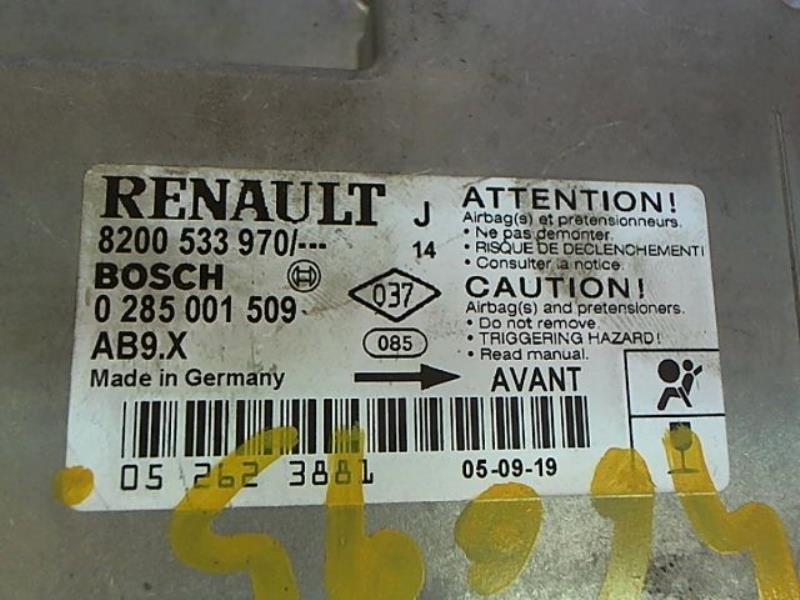 RENAULT J
8200 533 970/--- 14
BOSCH
0 285 001 509 037
AB9.X 085
Made in Germany AVANT
ATTENTION!
Airbag(s) et pretensionneurs.
• Ne pas demonter.
• RISQUE DE DECLENCHEMENT!
• Consulter la notice.
CAUTION!
Airbag(s) and pretensioners.
• Do not remove.
• TRIGGERING HAZARD!
• Read manual.
05 262 3881 05-09-19